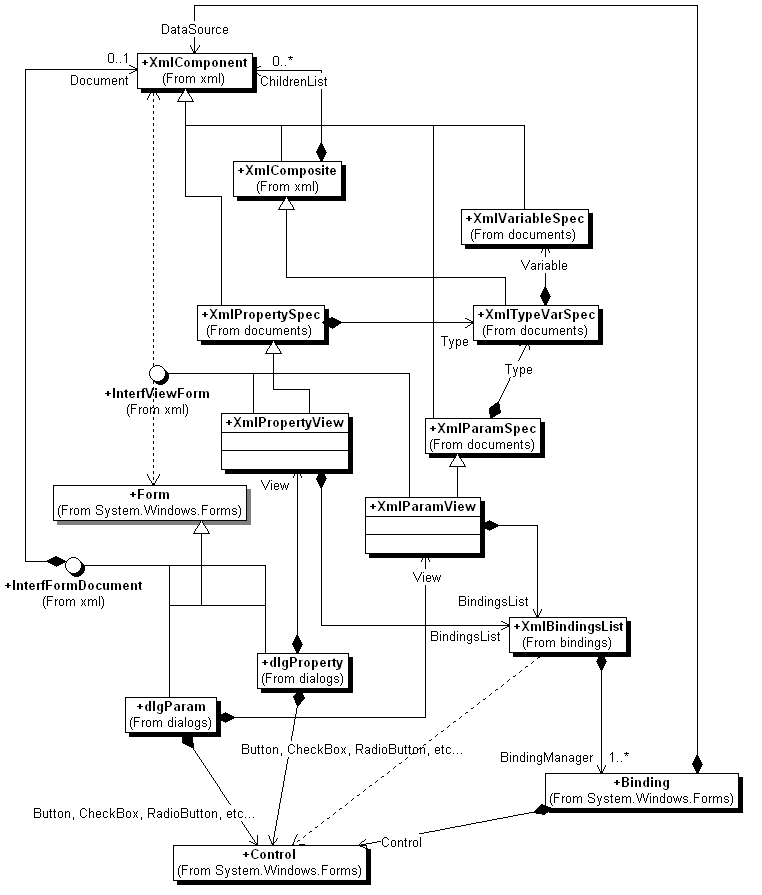 DataSource
0..1
+XmlComponent
(From xml)
0..*
Document
ChildrenList
+XmlComposite
(From xml)
+XmlVariableSpec
(From documents)
Variable
+XmlPropertySpec
(From documents)
+XmlTypeVarSpec
(From documents)
Type
Type
+InterfViewForm
(From xml)
+XmlPropertyView
+XmlParamSpec
(From documents)
View
+Form
(From System.Windows.Forms)
+XmlParamView
+InterfFormDocument
(From xml)
View
BindingsList
BindingsList
+XmlBindingsList
(From bindings)
+dlgProperty
(From dialogs)
+dlgParam
(From dialogs)
Button, CheckBox, RadioButton, etc...
BindingManager
1..*
+Binding
(From System.Windows.Forms)
Button, CheckBox, RadioButton, etc...
Control
+Control
(From System.Windows.Forms)